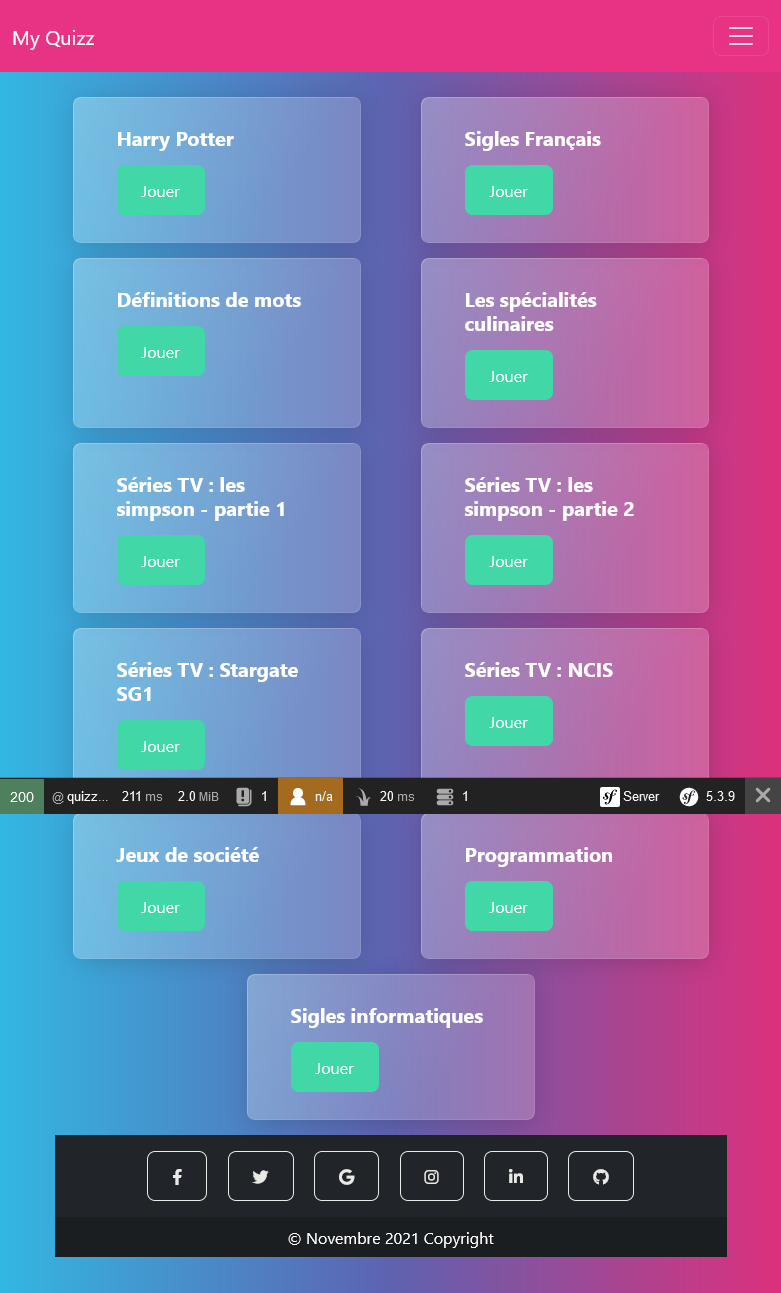 My Quizz
Harry Potter
Jouer
Sigles Français
Jouer
Définitions de mots
Jouer
Les spécialités
culinaires
Jouer
Séries TV : les
simpson - partie 1
Jouer
Séries TV : les
simpson - partie 2
Jouer
Séries TV : Stargate
SG1
Jouer
Séries TV : NCIS
Jouer
200 @ quizz... 211 ms 2.0 MiB 1 n/a 20 ms 1 sf Server sf 5.3.9
Jeux de société
Jouer
Programmation
Jouer
Sigles informatiques
Jouer
© Novembre 2021 Copyright